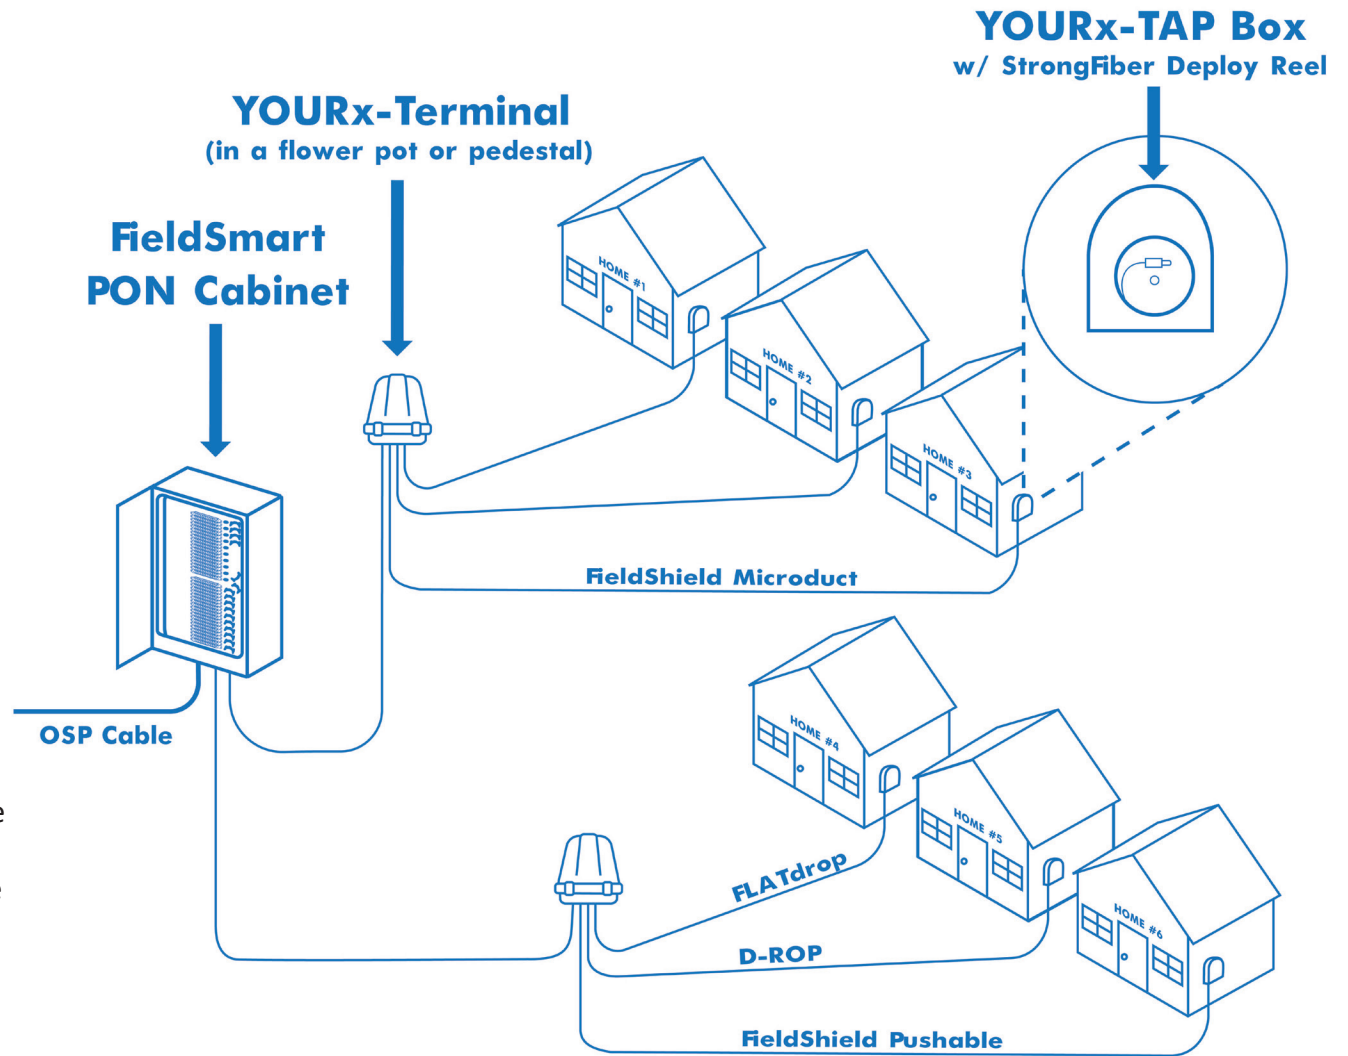 YOURx-TAP Box
w/ StrongFiber Deploy Reel
YOURx-Terminal
(in a flower pot or pedestal)
FieldSmart
PON Cabinet
HOME #1
HOME #2
HOME #3
FieldShield Microduct
OSP Cable
HOME #4
HOME #5
HOME #6
FLATdrop
D-ROP
FieldShield Pushable